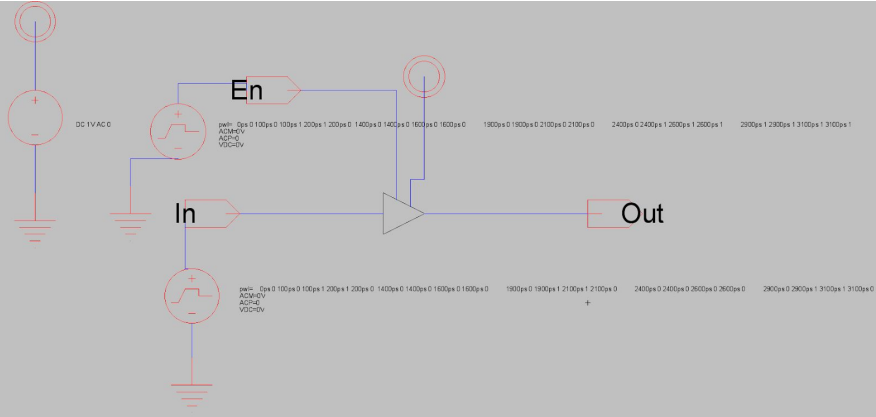 En
DC 1V AC 0
pwl= 0ps 0 100ps 0 100ps 1 200ps 1 200ps 0 1400ps 0 1400ps 0 1600ps 0 1600ps 0 1900ps 0 1900ps 0 2100ps 0 2100ps 0 2400ps 0 2400ps 1 2600ps 1 2600ps 1 2900ps 1 2900ps 1 3100ps 1 3100ps 1
ACM=0V
ACP=0
VDC=0V
In
Out
pwl= 0ps 0 100ps 0 100ps 1 200ps 1 200ps 0 1400ps 0 1400ps 0 1600ps 0 1600ps 0 1900ps 0 1900ps 1 2100ps 1 2100ps 0 2400ps 0 2400ps 0 2600ps 0 2600ps 0 2900ps 0 2900ps 1 3100ps 1 3100ps 0
ACM=0V
ACP=0
VDC=0V